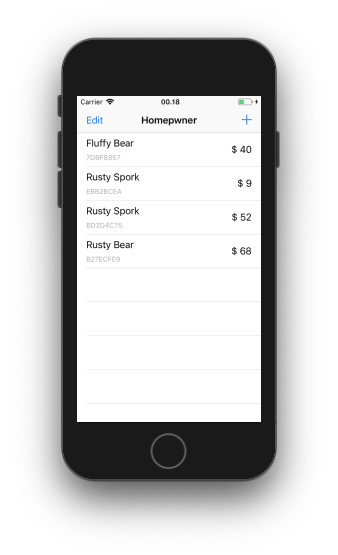 Carrier 00.18
Edit Homepwner +
Fluffy Bear $ 40
7DBF8857
Rusty Spork $ 9
EBB2BCEA
Rusty Spork $ 52
BD2D4C75
Rusty Bear $ 68
B27ECFE9